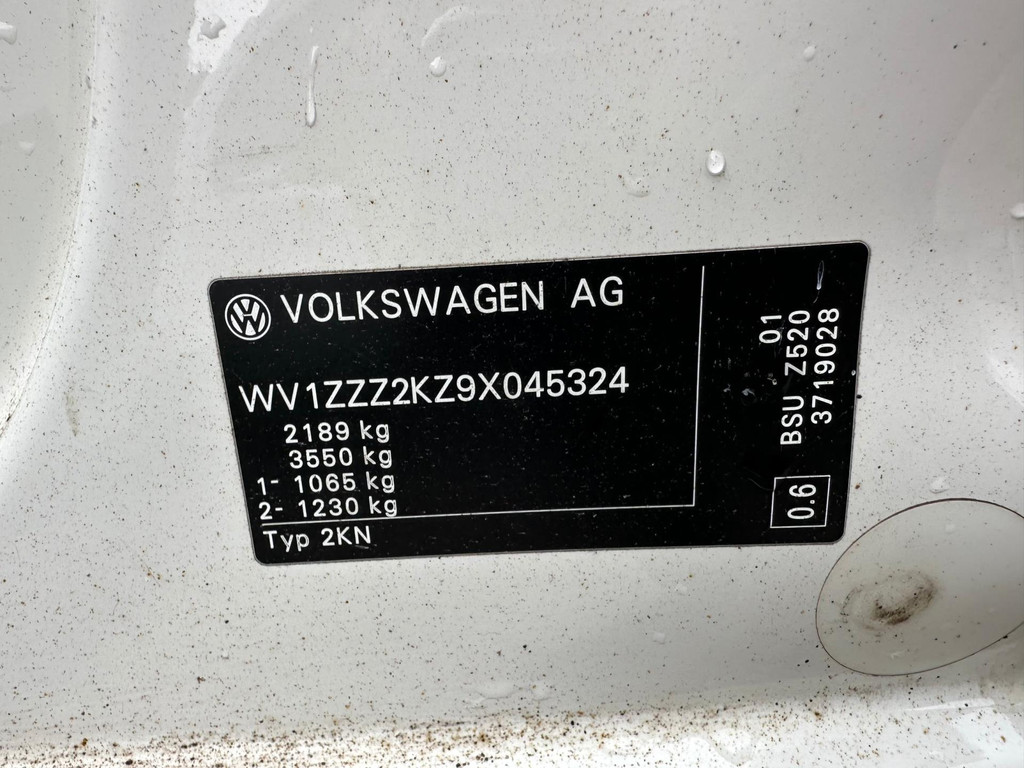 VOLKSWAGEN AG
WV1ZZZ2KZ9X045324
2189 kg
3550 kg
1- 1065 kg
2- 1230 kg
Typ 2KN
01
BSU Z520
3719028
0.6